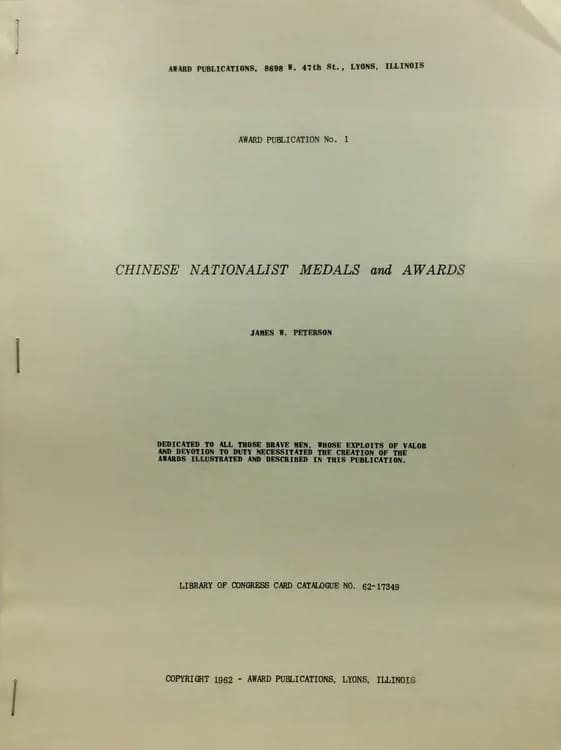 AWARD PUBLICATIONS, 8698 W. 47th St., LYONS, ILLINOIS
AWARD PUBLICATION No. 1
CHINESE NATIONALIST MEDALS and AWARDS
JAMES W. PETERSON
DEDICATED TO ALL THOSE BRAVE MEN, WHOSE EXPLOITS OF VALOR
AND DEVOTION TO DUTY NECESSITATED THE CREATION OF THE
AWARDS ILLUSTRATED AND DESCRIBED IN THIS PUBLICATION.
LIBRARY OF CONGRESS CARD CATALOGUE NO. 62-17349
COPYRIGHT 1962 - AWARD PUBLICATIONS, LYONS, ILLINOIS